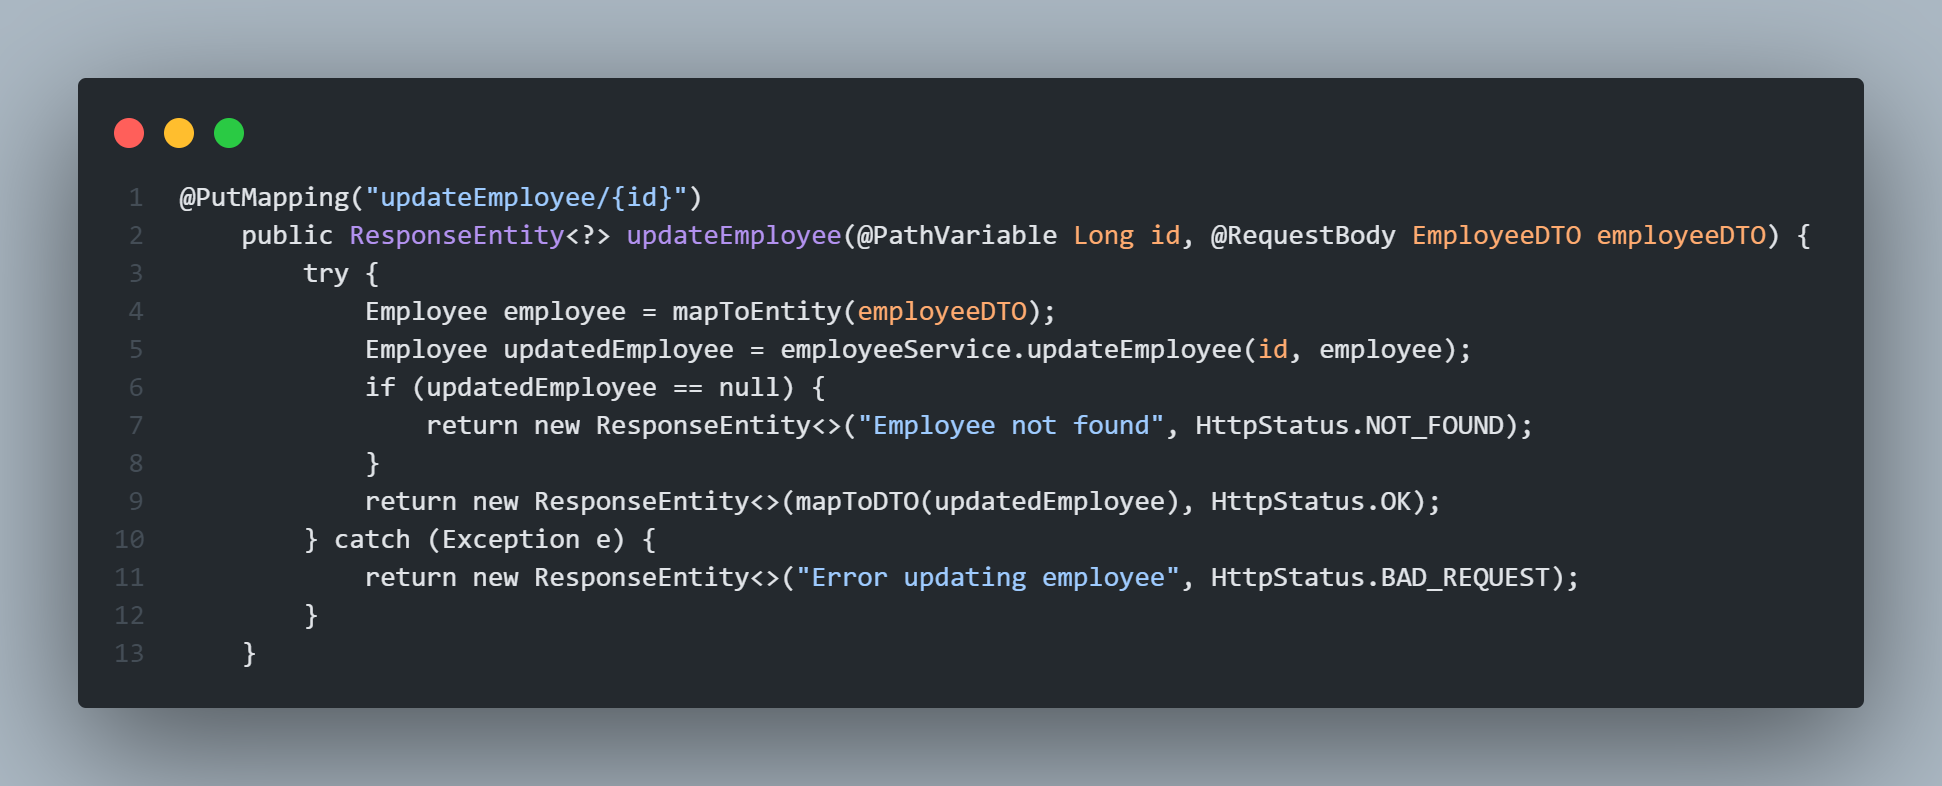 1 @PutMapping("updateEmployee/{id}")
2     public ResponseEntity<?> updateEmployee(@PathVariable Long id, @RequestBody EmployeeDTO employeeDTO) {
3         try {
4             Employee employee = mapToEntity(employeeDTO);
5             Employee updatedEmployee = employeeService.updateEmployee(id, employee);
6             if (updatedEmployee == null) {
7                 return new ResponseEntity<>("Employee not found", HttpStatus.NOT_FOUND);
8             }
9             return new ResponseEntity<>(mapToDTO(updatedEmployee), HttpStatus.OK);
10         } catch (Exception e) {
11             return new ResponseEntity<>("Error updating employee", HttpStatus.BAD_REQUEST);
12         }
13     }